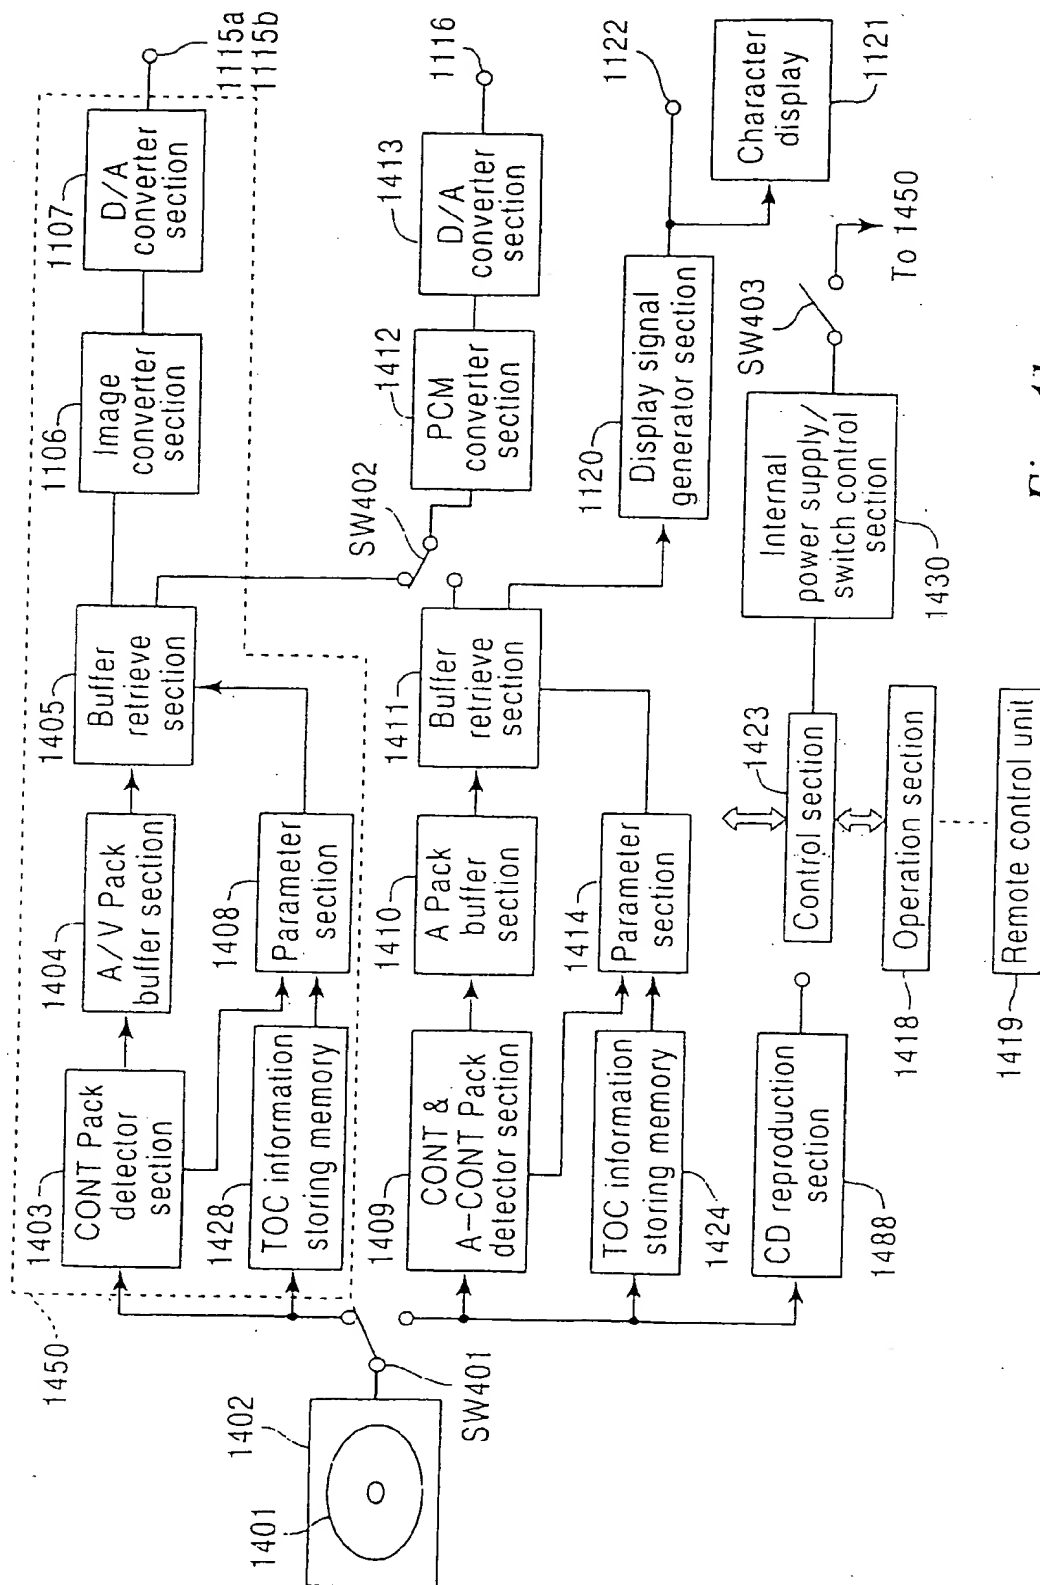 1450
1403
CONT Pack
detector
section
1404
A/V Pack
buffer section
1405
Buffer
retrieve
section
1106
Image
converter
section
1107
D/A
converter
section
1115a
1115b
1428
TOC information
storing memory
1408
Parameter
section
1402
1401
SW401
1409
CONT &
A-CONT Pack
detector section
1410
A Pack
buffer
section
1411
Buffer
retrieve
section
SW402
1412
PCM
converter
section
1413
D/A
converter
section
1116
TOC information
storing memory
1424
1414
Parameter
section
1120
Display signal
generator section
1122
Character
display
1121
CD reproduction
section
1488
1423
Control section
Internal
power supply/
switch control
section
1430
SW403
To 1450
1418
Operation section
1419
Remote control unit